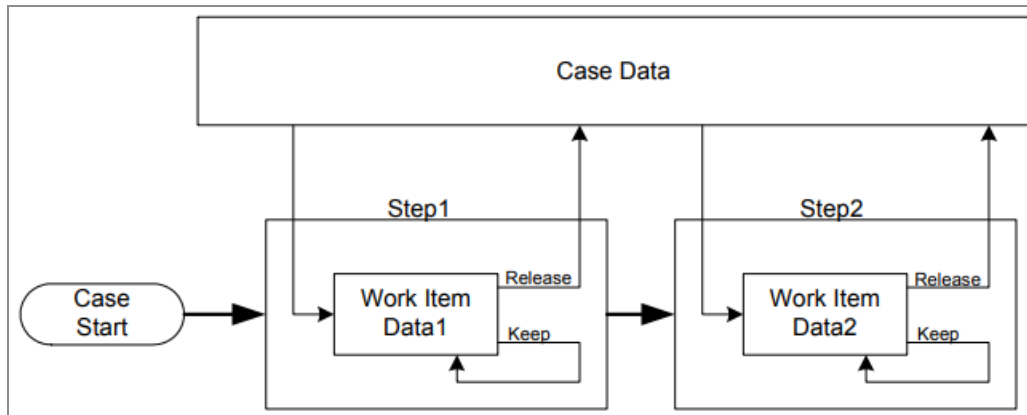 Case Data
Step1
Step2
Case
Start
Work Item
Data1
Release
Keep
Work Item
Data2
Release
Keep